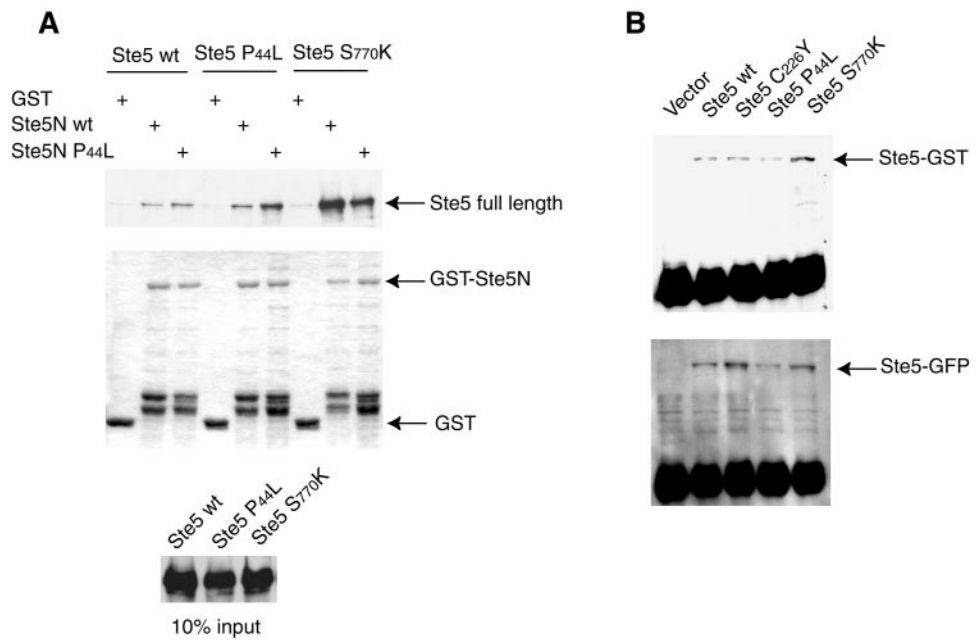 A
Ste5 wt Ste5 P44L Ste5 S770K
GST + + +
Ste5N wt + + +
Ste5N P44L + + +
Ste5 full length
GST-Ste5N
GST
Ste5 wt
Ste5 P44L
Ste5 S770K
10% input
B
Vector
Ste5 wt
Ste5 C226Y
Ste5 P44L
Ste5 S770K
Ste5-GST
Ste5-GFP